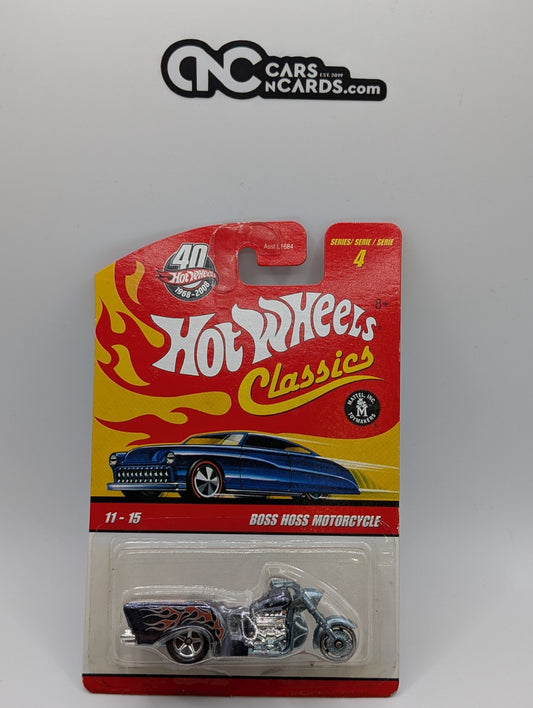 CNC CARS
EST. 2019
NCARDS.com
Asst L1684
SERIES/ SERIE / SERIE
4
40
HOT WHEELS
1968-2008
8+
HOT WHEELS
Classics
MATTEL, INC.
M
TOYMAKERS
11 - 15
BOSS HOSS MOTORCYCLE